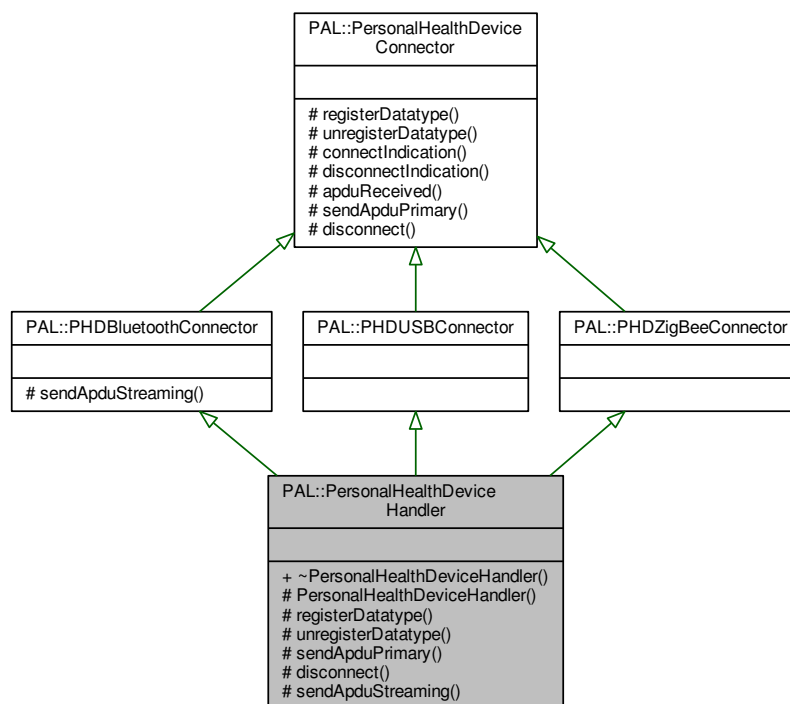 PAL::PersonalHealthDevice
Connector
# registerDatatype()
# unregisterDatatype()
# connectIndication()
# disconnectIndication()
# apduReceived()
# sendApduPrimary()
# disconnect()
PAL::PHDBluetoothConnector
# sendApduStreaming()
PAL::PHDUSBConnector
PAL::PHDZigBeeConnector
PAL::PersonalHealthDevice
Handler
+ ~PersonalHealthDeviceHandler()
# PersonalHealthDeviceHandler()
# registerDatatype()
# unregisterDatatype()
# sendApduPrimary()
# disconnect()
# sendApduStreaming()